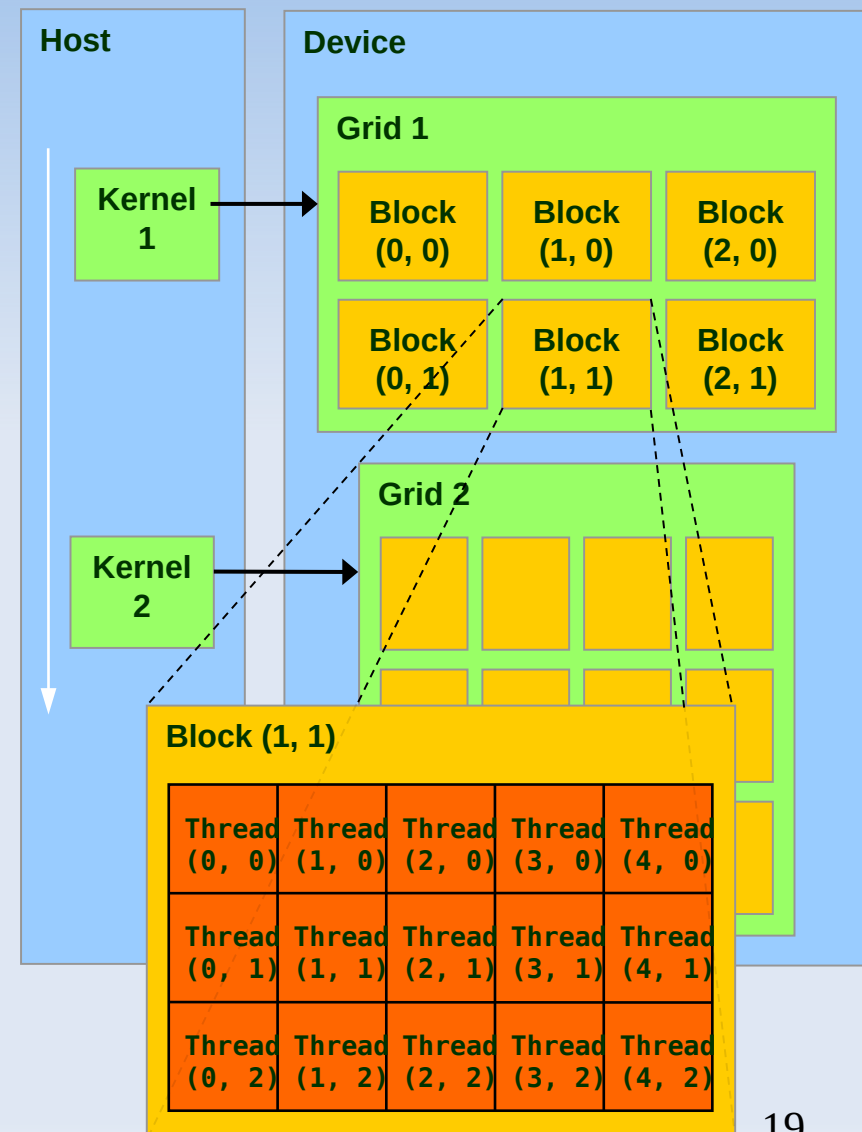 Host
Device
Grid 1
Kernel
1
Block
(0, 0)
Block
(1, 0)
Block
(2, 0)
Block
(0, 1)
Block
(1, 1)
Block
(2, 1)
Grid 2
Kernel
2
Block (1, 1)
Thread Thread Thread Thread Thread
(0, 0) (1, 0) (2, 0) (3, 0) (4, 0)
Thread Thread Thread Thread Thread
(0, 1) (1, 1) (2, 1) (3, 1) (4, 1)
Thread Thread Thread Thread Thread
(0, 2) (1, 2) (2, 2) (3, 2) (4, 2)
19